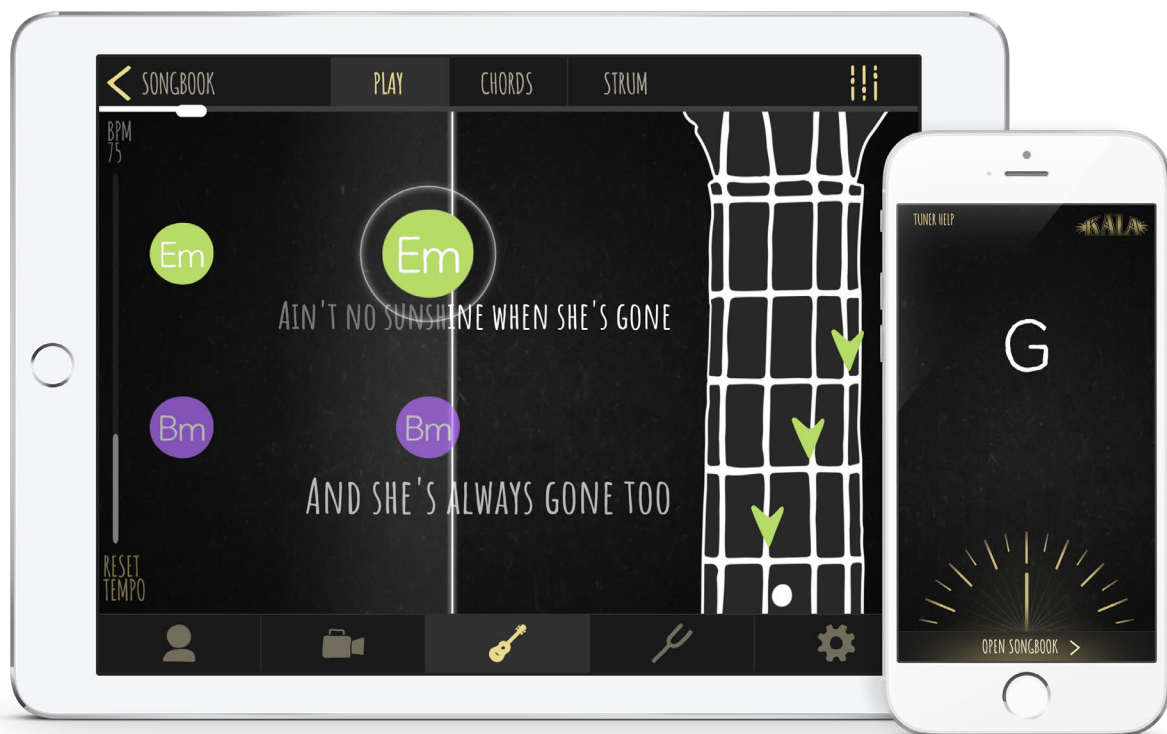 SONGBOOK
PLAY
CHORDS
STRUM
BPM
75
Em
Em
AIN'T NO SUNSHINE WHEN SHE'S GONE
Bm
Bm
AND SHE'S ALWAYS GONE TOO
RESET
TEMPO
TUNER HELP
KALA
G
OPEN SONGBOOK